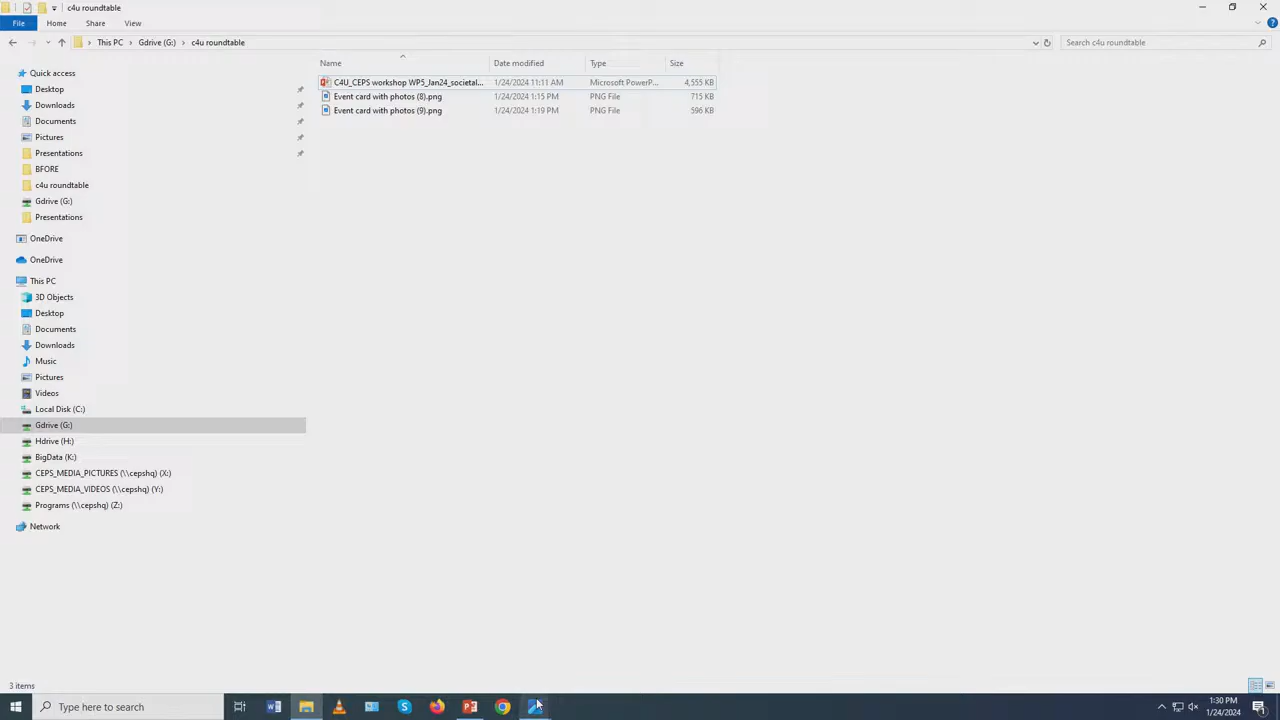 c4u roundtable
File Home Share View
This PC Gdrive (G:) c4u roundtable Search c4u roundtable
Name Date modified Type Size
C4U_CEPS workshop WP5_Jan24_societal... 1/24/2024 11:11 AM Microsoft PowerP... 4,555 KB
Event card with photos (8).png 1/24/2024 1:15 PM PNG File 715 KB
Event card with photos (9).png 1/24/2024 1:19 PM PNG File 596 KB
Quick access
Desktop
Downloads
Documents
Pictures
Presentations
BFORE
c4u roundtable
Gdrive (G:)
Presentations
OneDrive
OneDrive
This PC
3D Objects
Desktop
Documents
Downloads
Music
Pictures
Videos
Local Disk (C:)
Gdrive (G:)
Hdrive (H:)
BigData (K:)
CEPS_MEDIA_PICTURES (\\cepshq) (X:)
CEPS_MEDIA_VIDEOS (\\cepshq) (Y:)
Programs (\\cepshq) (Z:)
Network
3 items
Type here to search
1:30 PM
1/24/2024